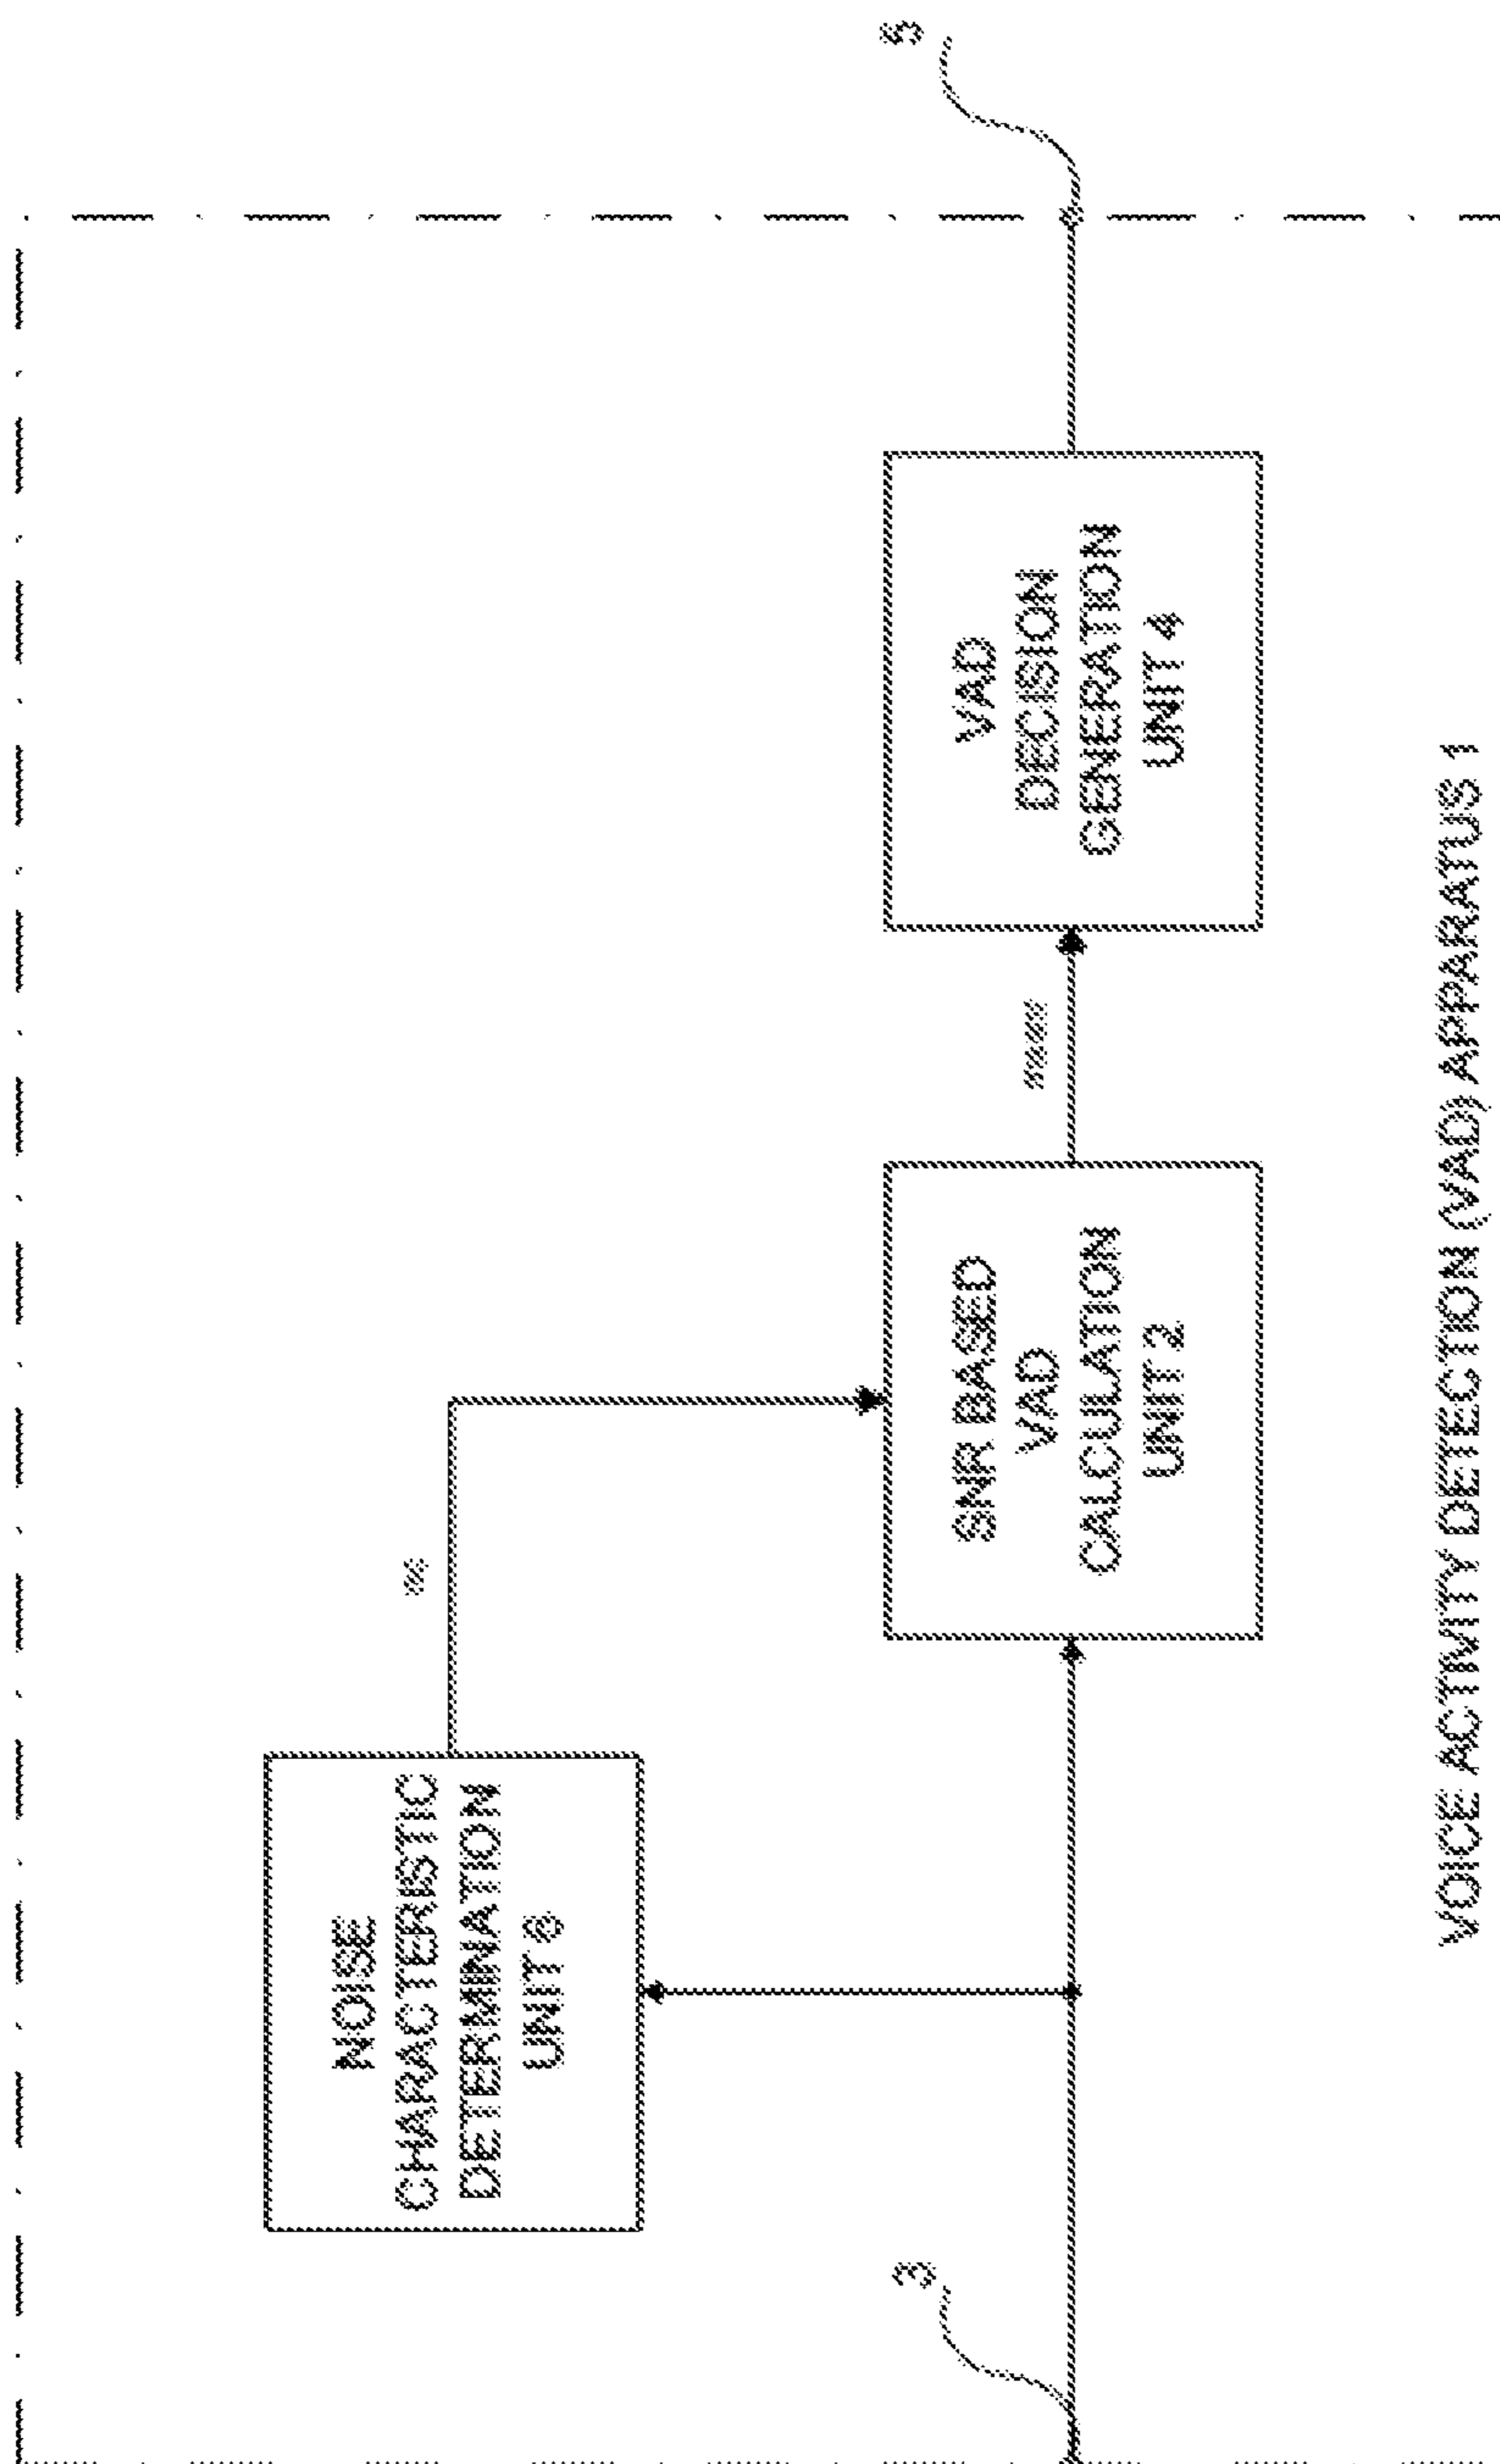 NOISE
CHARACTERISTIC
DETERMINATION
UNIT 6
3
SNR BASED
VAD
CALCULATION
UNIT 2
VAD
DECISION
GENERATION
UNIT 4
5
VOICE ACTIVITY DETECTION (VAD) APPARATUS 1